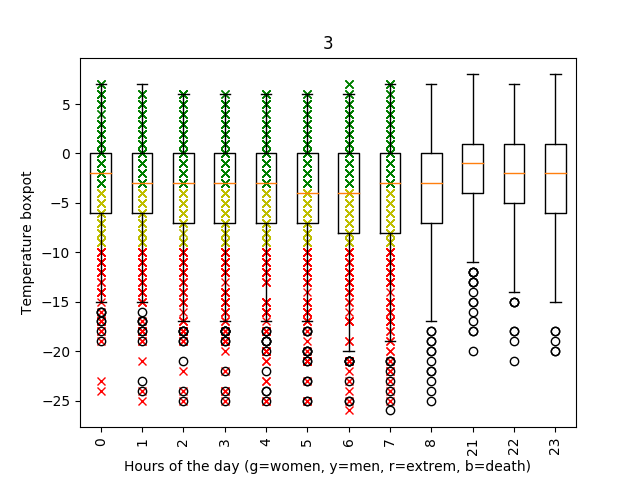 3
Temperature boxpot
5
0
−5
−10
−15
−20
−25
0 1 2 3 4 5 6 7 8 21 22 23
Hours of the day (g=women, y=men, r=extrem, b=death)